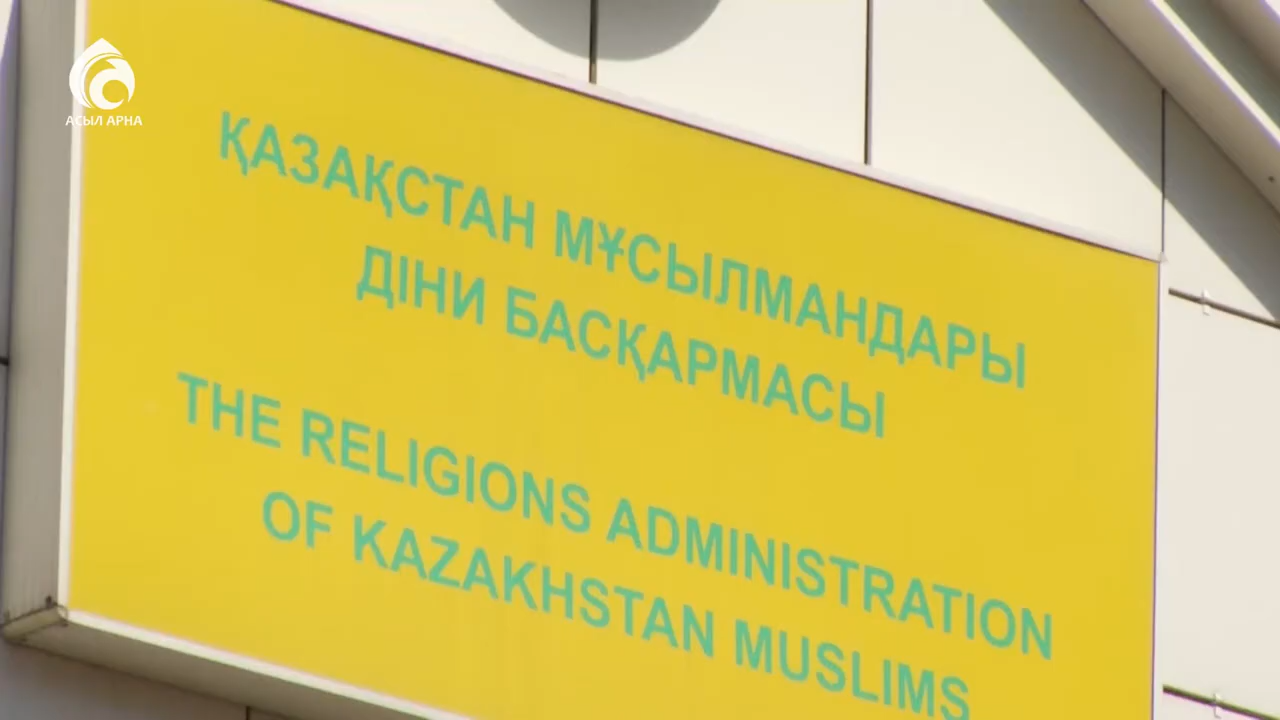 АСЫЛ АРНА
ҚАЗАҚСТАН МҰСЫЛМАНДАРЫ
ДІНИ БАСҚАРМАСЫ
THE RELIGIONS ADMINISTRATION
OF KAZAKHSTAN MUSLIMS